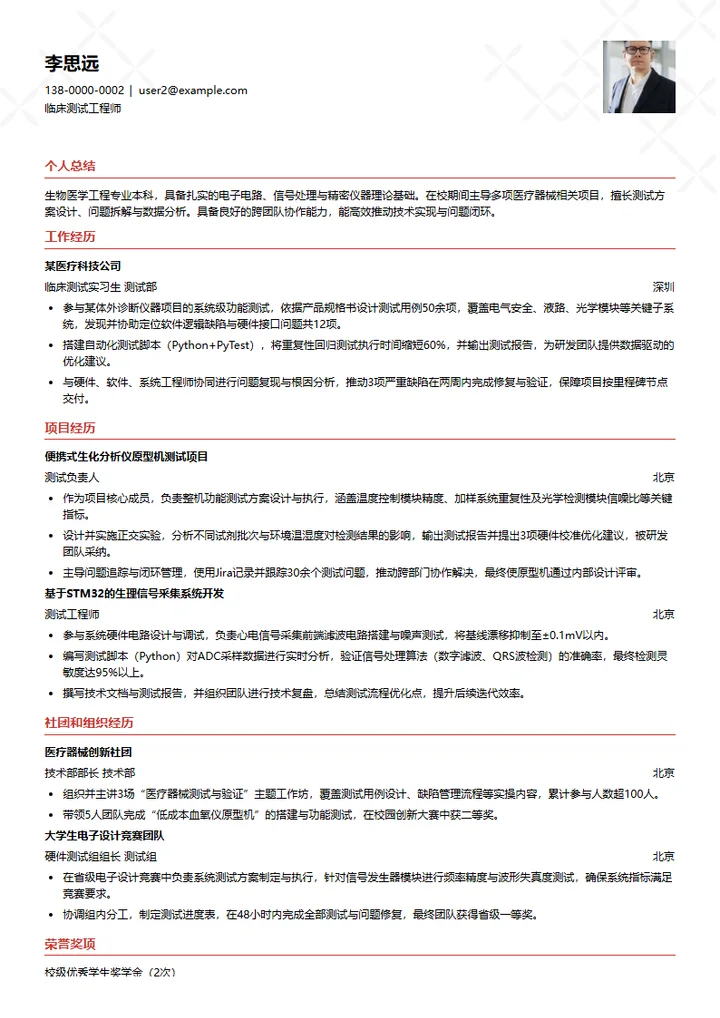 李思远
138-0000-0002 | user2@example.com
临床测试工程师
个人总结
生物医学工程专业本科，具备扎实的电子电路、信号处理与精密仪器理论基础。在校期间主导多项医疗器械相关项目，擅长测试方
案设计、问题拆解与数据分析。具备良好的跨团队协作能力，能高效推动技术实现与问题闭环。
工作经历
某医疗科技公司
临床测试实习生 测试部 深圳
• 参与某体外诊断仪器项目的系统级功能测试，依据产品规格书设计测试用例50余项，覆盖电气安全、液路、光学模块等关键子系
统，发现并协助定位软件逻辑缺陷与硬件接口问题共12项。
• 搭建自动化测试脚本（Python+PyTest），将重复性回归测试执行时间缩短60%，并输出测试报告，为研发团队提供数据驱动的
优化建议。
• 与硬件、软件、系统工程师协同进行问题复现与根因分析，推动3项严重缺陷在两周内完成修复与验证，保障项目按里程碑节点
交付。
项目经历
便携式生化分析仪原型机测试项目
测试负责人 北京
• 作为项目核心成员，负责整机功能测试方案设计与执行，涵盖温度控制模块精度、加样系统重复性及光学检测模块信噪比等关键
指标。
• 设计并实施正交实验，分析不同试剂批次与环境温湿度对检测结果的影响，输出测试报告并提出3项硬件校准优化建议，被研发
团队采纳。
• 主导问题追踪与闭环管理，使用Jira记录并跟踪30余个测试问题，推动跨部门协作解决，最终使原型机通过内部设计评审。
基于STM32的生理信号采集系统开发
测试工程师 北京
• 参与系统硬件电路设计与调试，负责心电信号采集前端滤波电路搭建与噪声测试，将基线漂移抑制至±0.1mV以内。
• 编写测试脚本（Python）对ADC采样数据进行实时分析，验证信号处理算法（数字滤波、QRS波检测）的准确率，最终检测灵
敏度达95%以上。
• 撰写技术文档与测试报告，并组织团队进行技术复盘，总结测试流程优化点，提升后续迭代效率。
社团和组织经历
医疗器械创新社团
技术部部长 技术部 北京
• 组织并主讲3场“医疗器械测试与验证”主题工作坊，覆盖测试用例设计、缺陷管理流程等实操内容，累计参与人数超100人。
• 带领5人团队完成“低成本血氧仪原型机”的搭建与功能测试，在校园创新大赛中获二等奖。
大学生电子设计竞赛团队
硬件测试组组长 测试组 北京
• 在省级电子设计竞赛中负责系统测试方案制定与执行，针对信号发生器模块进行频率精度与波形失真度测试，确保系统指标满足
竞赛要求。
• 协调组内分工，制定测试进度表，在48小时内完成全部测试与问题修复，最终团队获得省级一等奖。
荣誉奖项
校级优秀学生奖学金（2次）